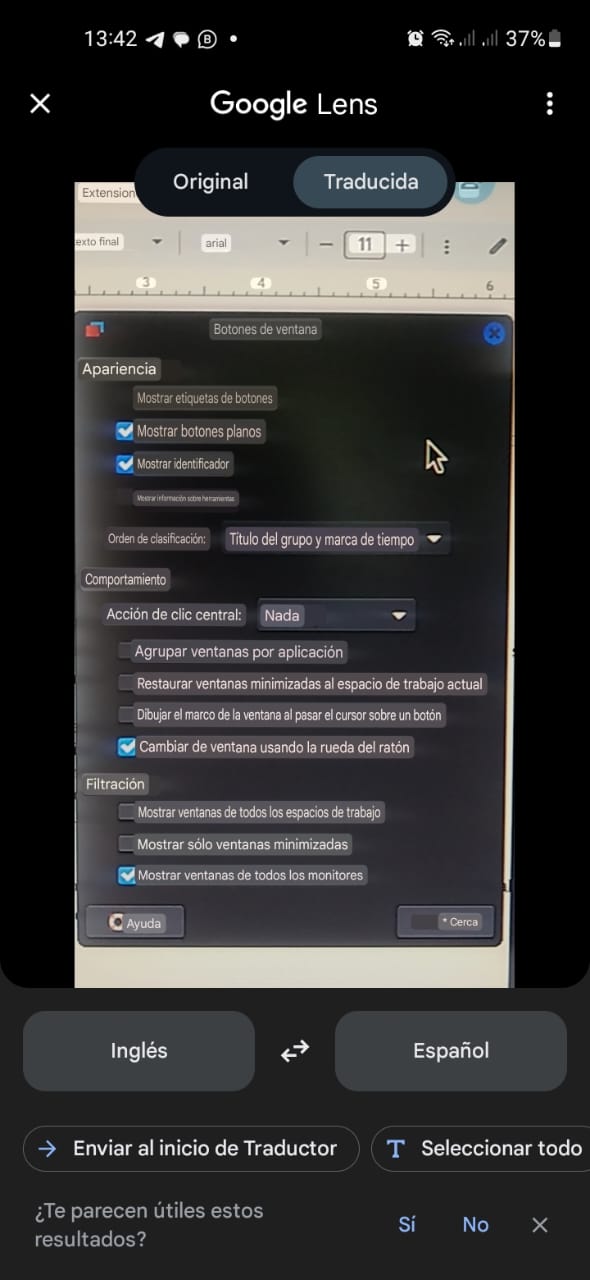 13:42
37%
Google Lens
Original
Traducida
Extension
exto final
arial
11
3 4 5 6
Botones de ventana
Apariencia
Mostrar etiquetas de botones
Mostrar botones planos
Mostrar identificador
Mostrar información sobre herramientas
Orden de clasificación:
Título del grupo y marca de tiempo
Comportamiento
Acción de clic central:
Nada
Agrupar ventanas por aplicación
Restaurar ventanas minimizadas al espacio de trabajo actual
Dibujar el marco de la ventana al pasar el cursor sobre un botón
Cambiar de ventana usando la rueda del ratón
Filtración
Mostrar ventanas de todos los espacios de trabajo
Mostrar sólo ventanas minimizadas
Mostrar ventanas de todos los monitores
Ayuda
* Cerca
Inglés
Español
Enviar al inicio de Traductor
Seleccionar todo
¿Te parecen útiles estos
resultados?
Sí
No